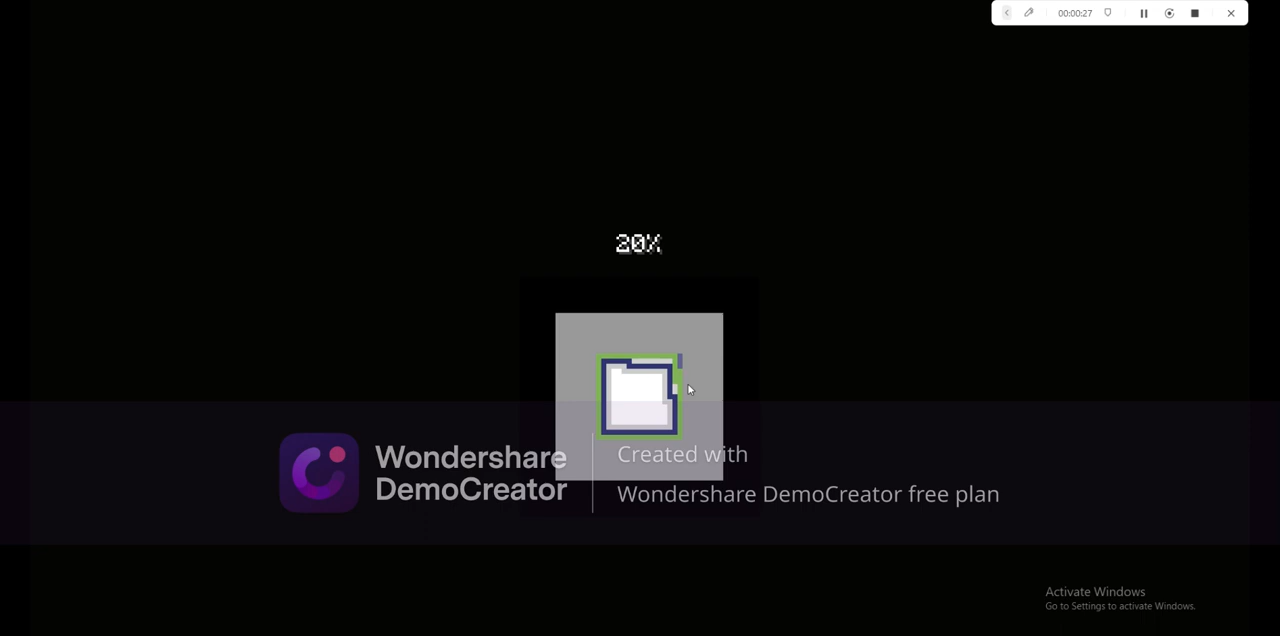 00:00:27
20%
Wondershare
DemoCreator
Created with
Wondershare DemoCreator free plan
Activate Windows
Go to Settings to activate Windows.